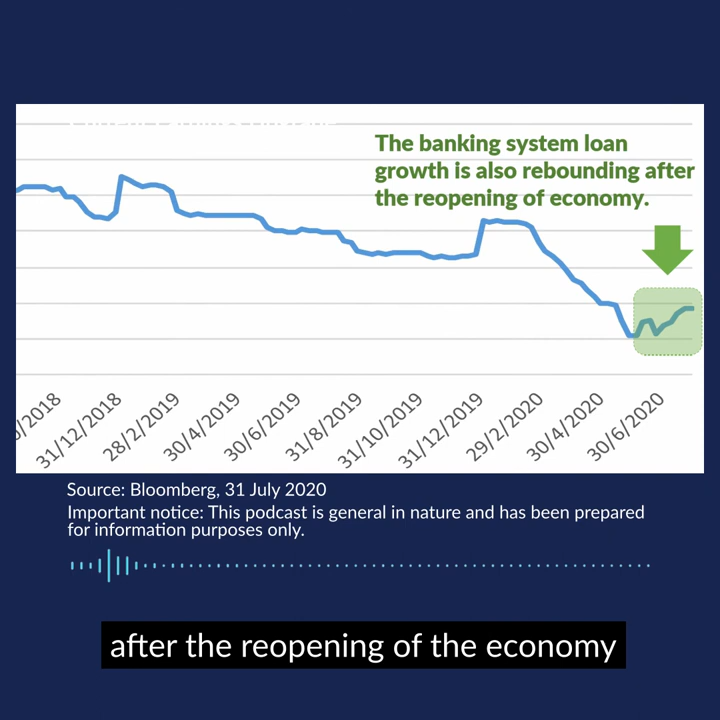 The banking system loan
growth is also rebounding after
the reopening of economy.
/2018
31/12/2018
28/2/2019
30/4/2019
30/6/2019
31/8/2019
31/10/2019
31/12/2019
29/2/2020
30/4/2020
30/6/2020
Source: Bloomberg, 31 July 2020
Important notice: This podcast is general in nature and has been prepared
for information purposes only.
after the reopening of the economy